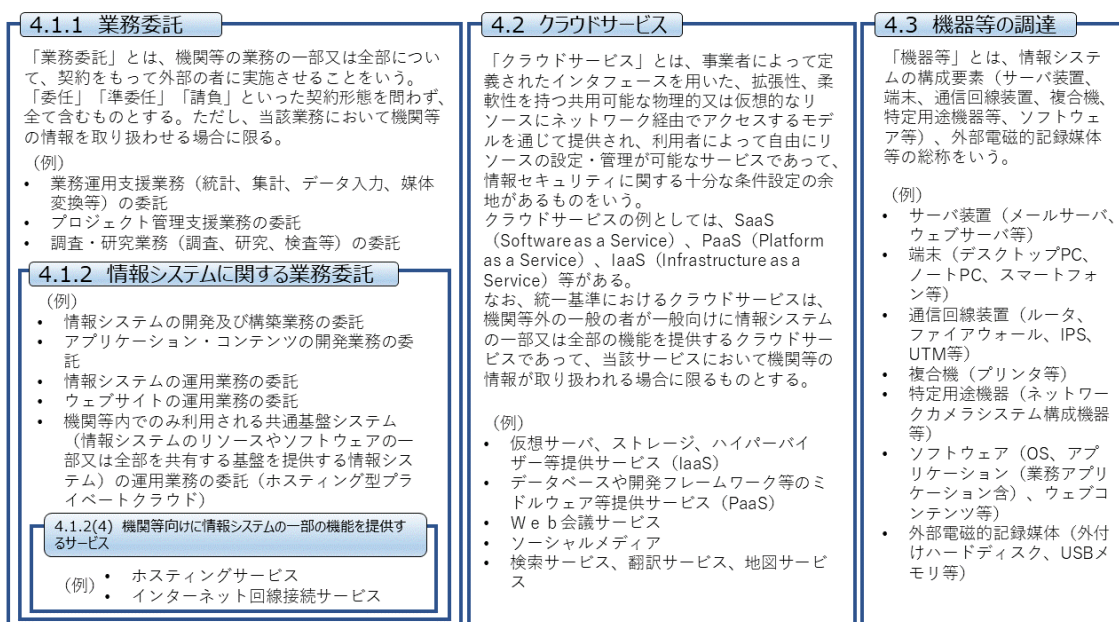 4.1.1 業務委託
「業務委託」とは、機関等の業務の一部又は全部につい
て、契約をもって外部の者に実施させることをいう。
「委任」「準委任」「請負」といった契約形態を問わず、
全て含むものとする。ただし、当該業務において機関等
の情報を取り扱わせる場合に限る。
（例）
• 業務運用支援業務（統計、集計、データ入力、媒体
変換等）の委託
• プロジェクト管理支援業務の委託
• 調査・研究業務（調査、研究、検査等）の委託
4.1.2 情報システムに関する業務委託
（例）
• 情報システムの開発及び構築業務の委託
• アプリケーション・コンテンツの開発業務の委
託
• 情報システムの運用業務の委託
• ウェブサイトの運用業務の委託
• 機関等内でのみ利用される共通基盤システム
（情報システムのリソースやソフトウェアの一
部又は全部を共有する基盤を提供する情報シス
テム）の運用業務の委託（ホスティング型プラ
イベートクラウド）
4.1.2(4) 機関等向けに情報システムの一部の機能を提供す
るサービス
（例）• ホスティングサービス
• インターネット回線接続サービス
4.2 クラウドサービス
「クラウドサービス」とは、事業者によって定
義されたインタフェースを用いた、拡張性、柔
軟性を持つ共用可能な物理的又は仮想的なリ
ソースにネットワーク経由でアクセスするモデ
ルを通じて提供され、利用者によって自由にリ
ソースの設定・管理が可能なサービスであって、
情報セキュリティに関する十分な条件設定の余
地があるものをいう。
クラウドサービスの例としては、SaaS
（Software as a Service）、PaaS（Platform
as a Service）、IaaS（Infrastructure as a
Service）等がある。
なお、統一基準におけるクラウドサービスは、
機関等外の一般の者が一般向けに情報システム
の一部又は全部の機能を提供するクラウドサー
ビスであって、当該サービスにおいて機関等の
情報が取り扱われる場合に限るものとする。
（例）
• 仮想サーバ、ストレージ、ハイパーバイ
ザー等提供サービス（IaaS）
• データベースや開発フレームワーク等のミ
ドルウェア等提供サービス（PaaS）
• Ｗｅｂ会議サービス
• ソーシャルメディア
• 検索サービス、翻訳サービス、地図サービ
ス
4.3 機器等の調達
「機器等」とは、情報システ
ムの構成要素（サーバ装置、
端末、通信回線装置、複合機、
特定用途機器等、ソフトウェ
ア等）、外部電磁的記録媒体
等の総称をいう。
（例）
• サーバ装置（メールサーバ、
ウェブサーバ等）
• 端末（デスクトップPC、
ノートPC、スマートフォ
ン等）
• 通信回線装置（ルータ、
ファイアウォール、IPS、
UTM等）
• 複合機（プリンタ等）
• 特定用途機器（ネットワー
クカメラシステム構成機器
等）
• ソフトウェア（OS、アプ
リケーション（業務アプリ
ケーション含）、ウェブコ
ンテンツ等）
• 外部電磁的記録媒体（外付
けハードディスク、USBメ
モリ等）